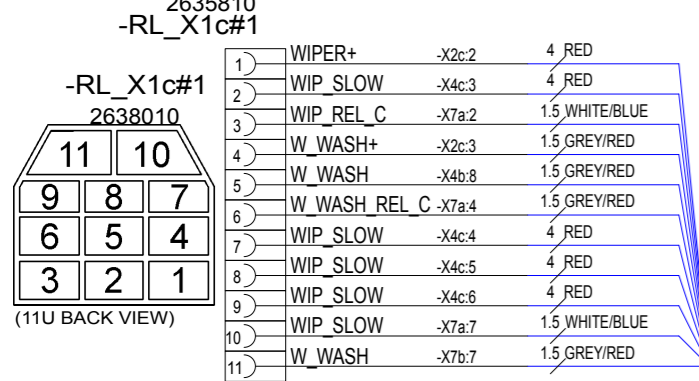 2635810
-RL_X1c#1
1 WIPER+ -X2c:2 4 RED
2 WIP_SLOW -X4c:3 4 RED
3 WIP_REL_C -X7a:2 1.5 WHITE/BLUE
4 W_WASH+ -X2c:3 1.5 GREY/RED
5 W_WASH -X4b:8 1.5 GREY/RED
6 W_WASH_REL_C -X7a:4 1.5 GREY/RED
7 WIP_SLOW -X4c:4 4 RED
8 WIP_SLOW -X4c:5 4 RED
9 WIP_SLOW -X4c:6 4 RED
10 WIP_SLOW -X7a:7 1.5 WHITE/BLUE
11 W_WASH -X7b:7 1.5 GREY/RED
-RL_X1c#1
2638010
11 10
9 8 7
6 5 4
3 2 1
(11U BACK VIEW)